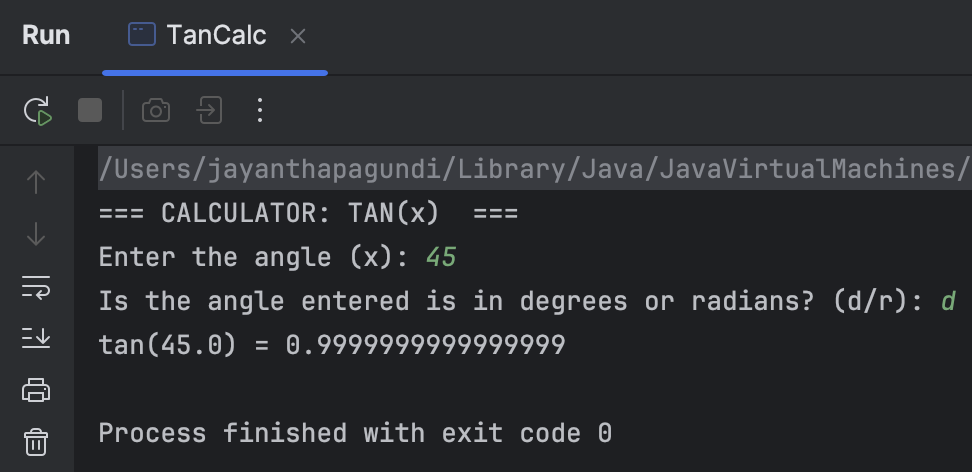 Run TanCalc
/Users/jayanthapagundi/Library/Java/JavaVirtualMachines/
=== CALCULATOR: TAN(x)  ===
Enter the angle (x): 45
Is the angle entered is in degrees or radians? (d/r): d
tan(45.0) = 0.9999999999999999
Process finished with exit code 0